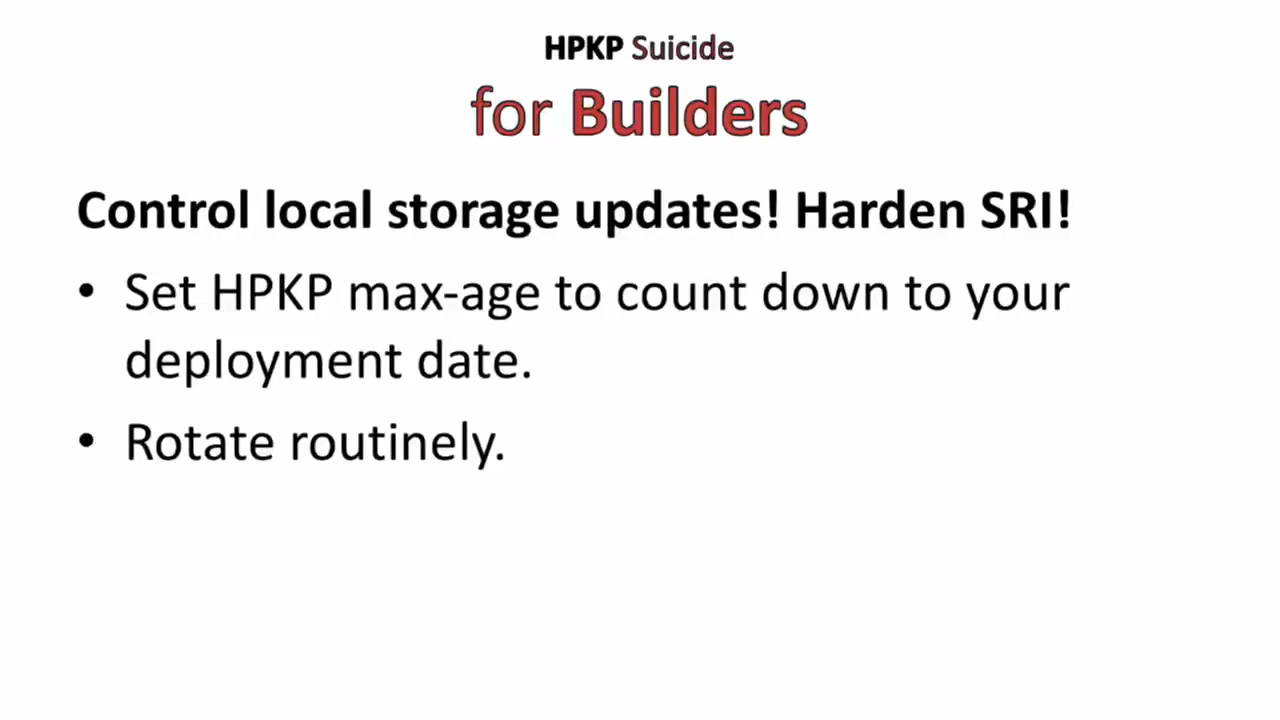 HPKP Suicide
for Builders
Control local storage updates! Harden SRI!
• Set HPKP max-age to count down to your
deployment date.
• Rotate routinely.